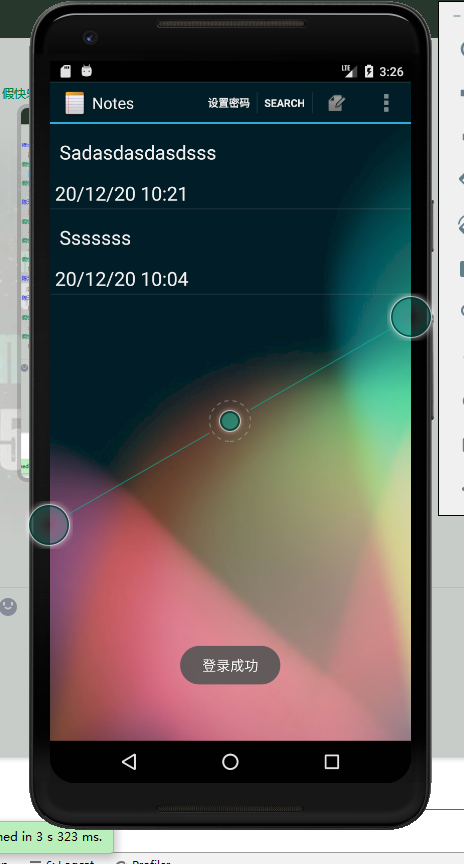 假快乐
LTE 3:26
Notes 设置密码 SEARCH
Sadasdasdasdsss
20/12/20 10:21
Sssssss
20/12/20 10:04
登录成功
ned in 3 s 323 ms.
6: Logcat Profiler